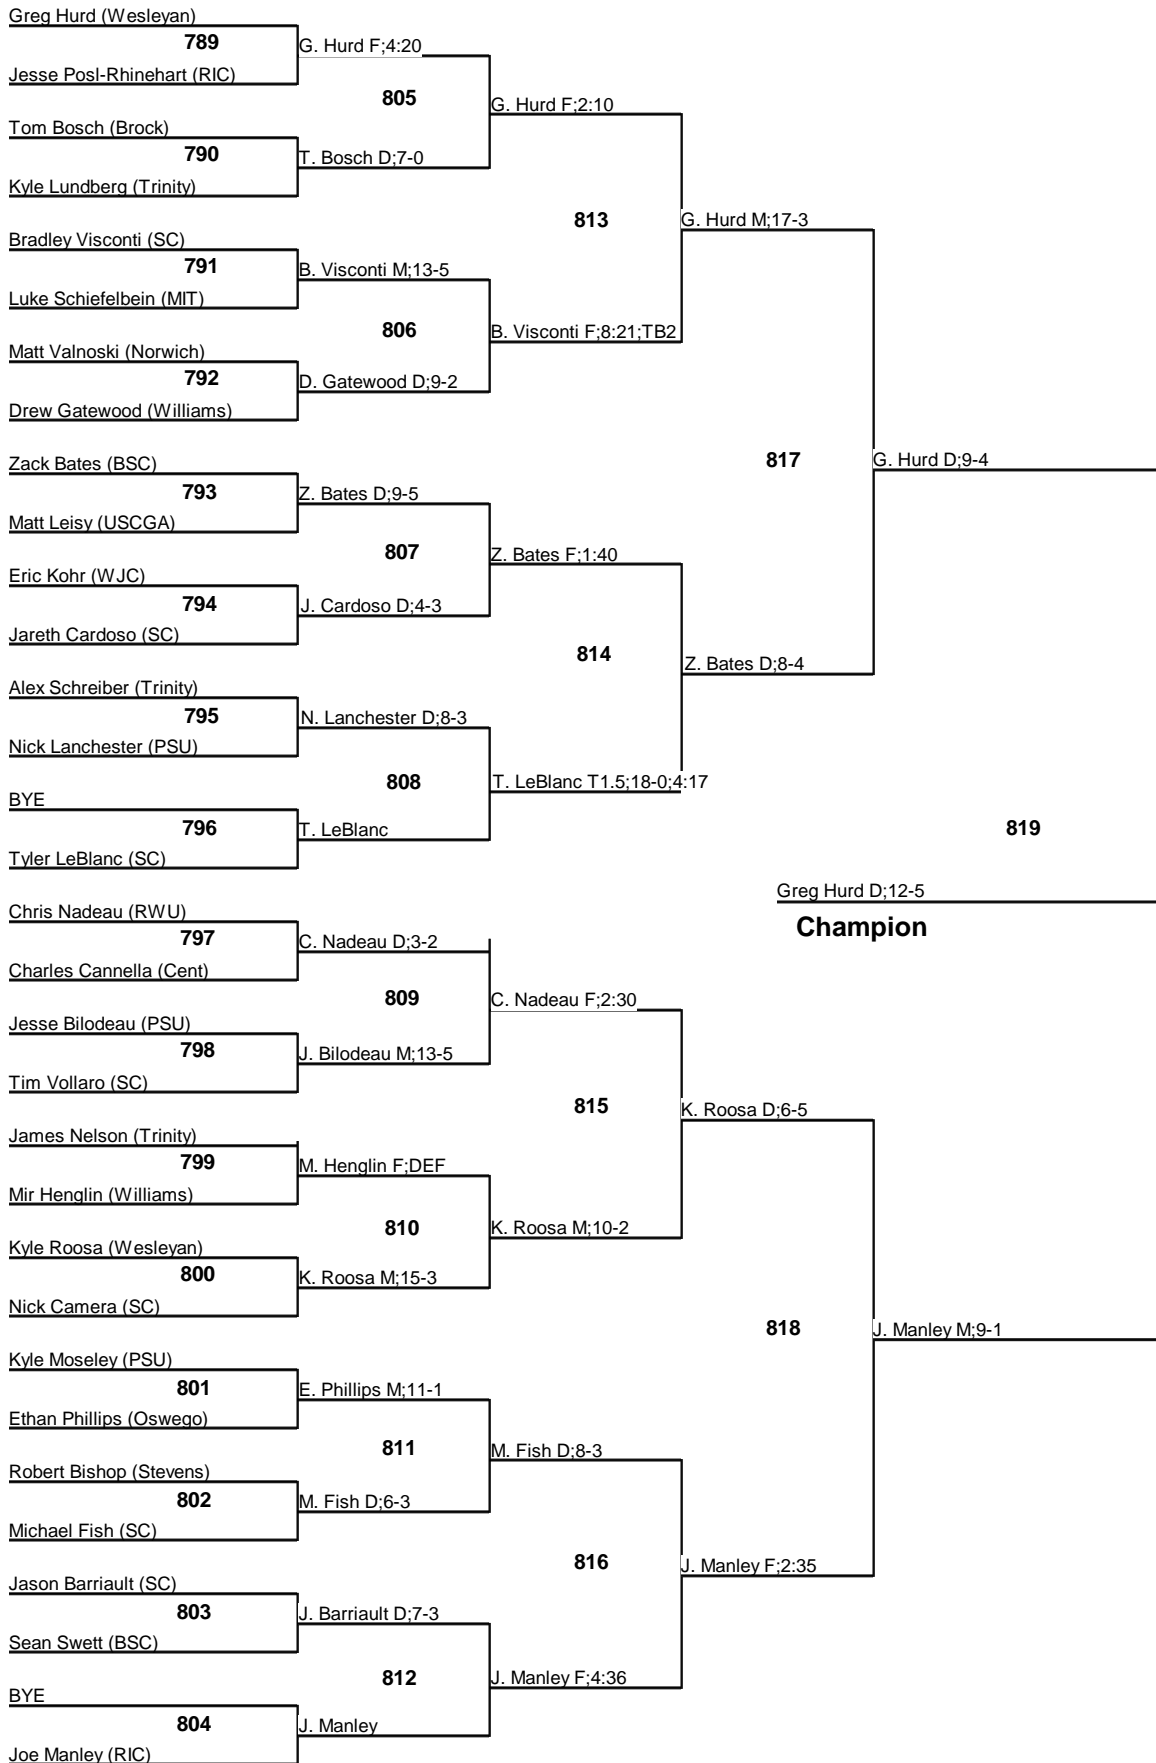 Greg Hurd (Wesleyan)
789
G. Hurd F;4:20
Jesse Posl-Rhinehart (RIC)
805
G. Hurd F;2:10
Tom Bosch (Brock)
790
T. Bosch D;7-0
Kyle Lundberg (Trinity)
813
G. Hurd M;17-3
Bradley Visconti (SC)
791
B. Visconti M;13-5
Luke Schiefelbein (MIT)
806
B. Visconti F;8:21;TB2
Matt Valnoski (Norwich)
792
D. Gatewood D;9-2
Drew Gatewood (Williams)
817
G. Hurd D;9-4
Zack Bates (BSC)
793
Z. Bates D;9-5
Matt Leisy (USCGA)
807
Z. Bates F;1:40
Eric Kohr (WJC)
794
J. Cardoso D;4-3
Jareth Cardoso (SC)
814
Z. Bates D;8-4
Alex Schreiber (Trinity)
795
N. Lanchester D;8-3
Nick Lanchester (PSU)
808
T. LeBlanc T1.5;18-0;4:17
BYE
796
T. LeBlanc
Tyler LeBlanc (SC)
819
Greg Hurd D;12-5
Champion
Chris Nadeau (RWU)
797
C. Nadeau D;3-2
Charles Cannella (Cent)
809
C. Nadeau F;2:30
Jesse Bilodeau (PSU)
798
J. Bilodeau M;13-5
Tim Vollaro (SC)
815
K. Roosa D;6-5
James Nelson (Trinity)
799
M. Henglin F;DEF
Mir Henglin (Williams)
810
K. Roosa M;10-2
Kyle Roosa (Wesleyan)
800
K. Roosa M;15-3
Nick Camera (SC)
818
J. Manley M;9-1
Kyle Moseley (PSU)
801
E. Phillips M;11-1
Ethan Phillips (Oswego)
811
M. Fish D;8-3
Robert Bishop (Stevens)
802
M. Fish D;6-3
Michael Fish (SC)
816
J. Manley F;2:35
Jason Barriault (SC)
803
J. Barriault D;7-3
Sean Swett (BSC)
812
J. Manley F;4:36
BYE
804
J. Manley
Joe Manley (RIC)